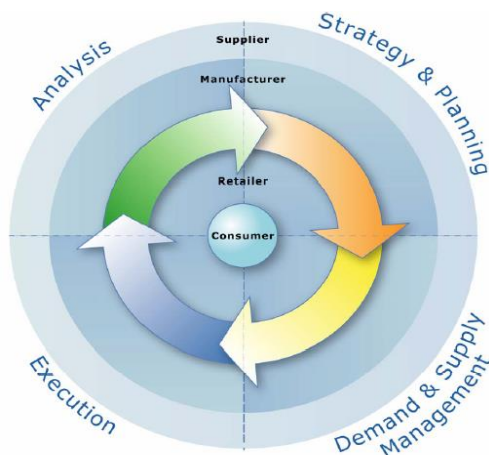 Supplier
Manufacturer
Retailer
Consumer
Analysis
Strategy & Planning
Execution
Demand & Supply
Management